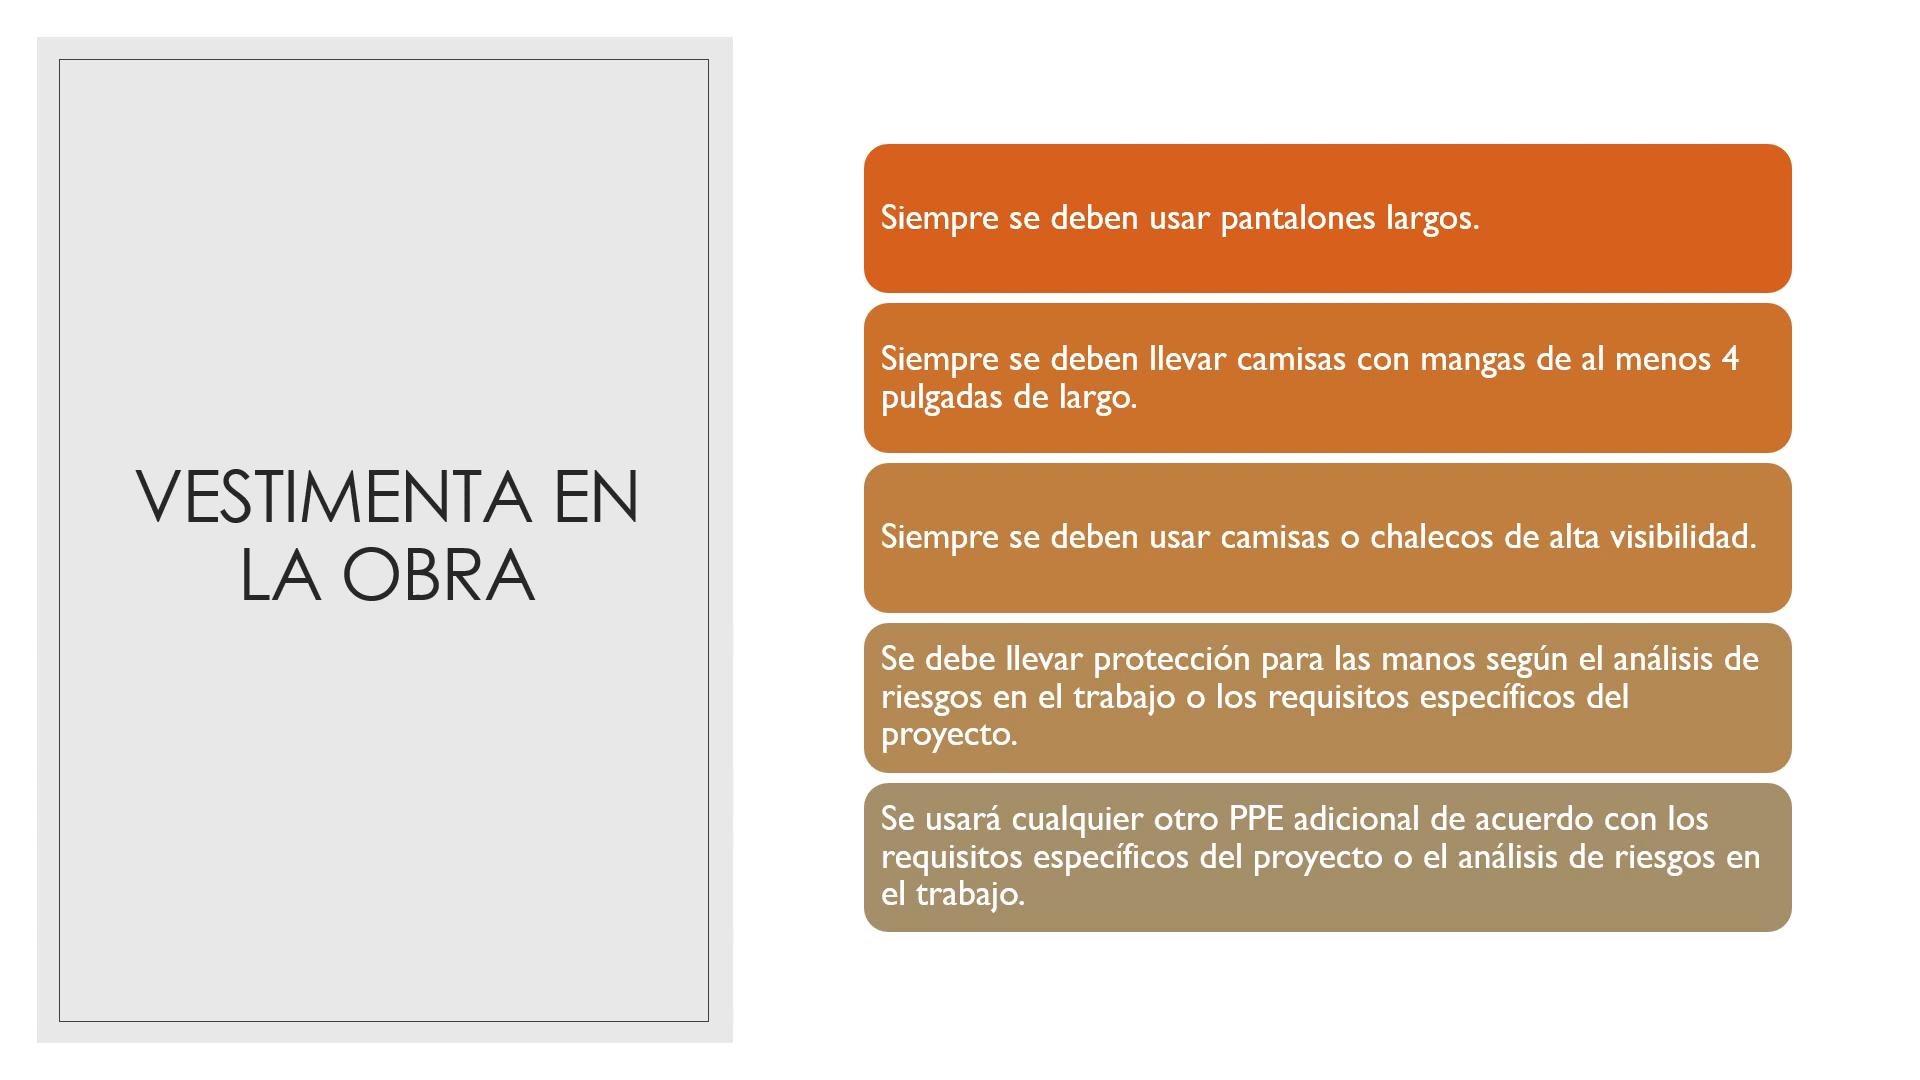 VESTIMENTA EN
LA OBRA
Siempre se deben usar pantalones largos.
Siempre se deben llevar camisas con mangas de al menos 4
pulgadas de largo.
Siempre se deben usar camisas o chalecos de alta visibilidad.
Se debe llevar protección para las manos según el análisis de
riesgos en el trabajo o los requisitos específicos del
proyecto.
Se usará cualquier otro PPE adicional de acuerdo con los
requisitos específicos del proyecto o el análisis de riesgos en
el trabajo.